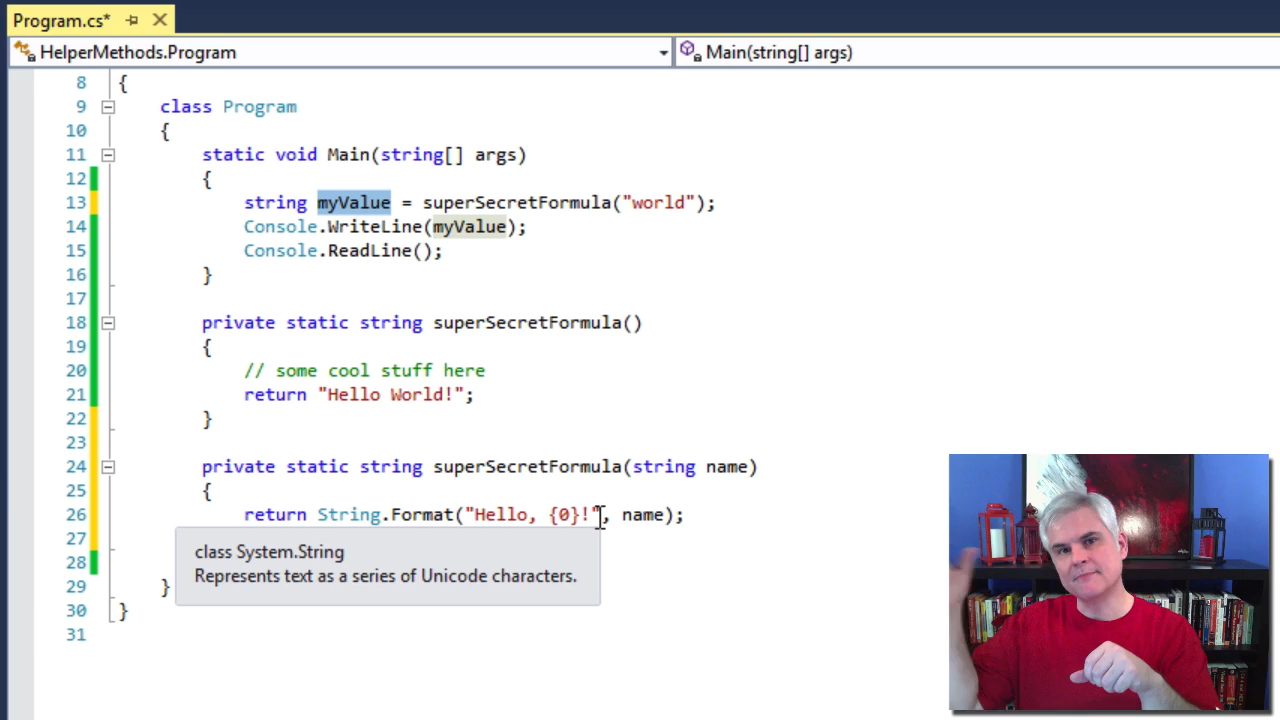 Program.cs*
HelperMethods.Program
Main(string[] args)
8 {
9 class Program
10 {
11 static void Main(string[] args)
12 {
13 string myValue = superSecretFormula("world");
14 Console.WriteLine(myValue);
15 Console.ReadLine();
16 }
17
18 private static string superSecretFormula()
19 {
20 // some cool stuff here
21 return "Hello World!";
22 }
23
24 private static string superSecretFormula(string name)
25 {
26 return String.Format("Hello, {0}!", name);
27
class System.String
28
Represents text as a series of Unicode characters.
29 }
30 }
31